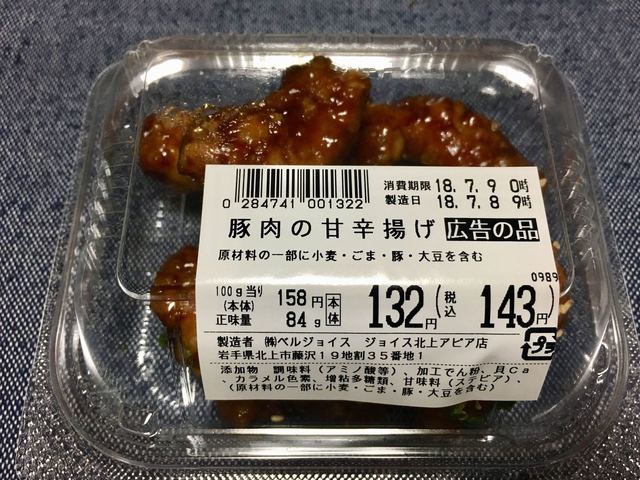 0 284741 001322
消費期限 18.7.9 0時
製造日 18.7.8 9時
豚肉の甘辛揚げ 広告の品
原材料の一部に小麦・ごま・豚・大豆を含む
0989
100g当り(本体) 158円 本体 132円 (税込) 143円
正味量 84g
プラ
製造者 ㈱ベルジョイス ジョイス北上アピア店
岩手県北上市藤沢19地割35番地1
添加物 調味料(アミノ酸等)、加工でん粉、貝Ca
、カラメル色素、増粘多糖類、甘味料(ステビア)、
(原材料の一部に小麦・ごま・豚・大豆を含む)